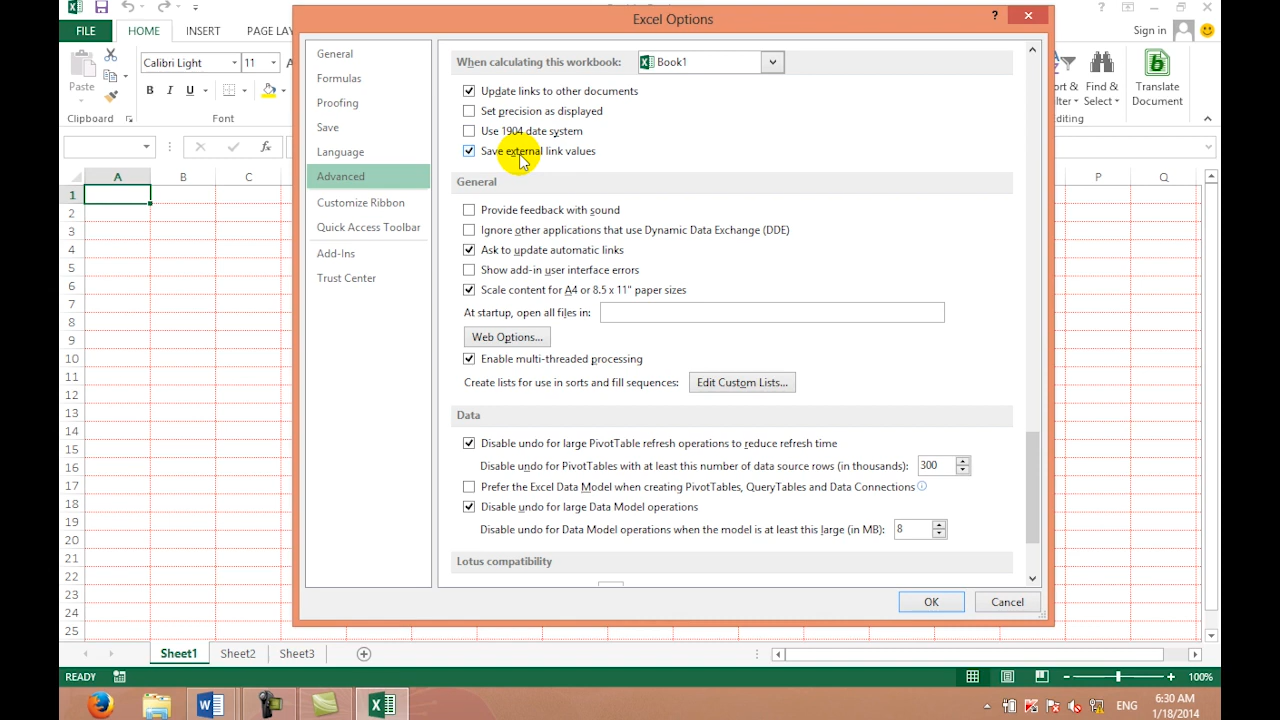 Excel Options
?
FILE
HOME
INSERT
PAGE LAY
Sign in
Calibri Light
11
A
Paste
B
I
U
Clipboard
Font
Find &
Filter
Select
Translate
Document
Editing
fx
A
B
C
P
Q
1
2
3
4
5
6
7
8
9
10
11
12
13
14
15
16
17
18
19
20
21
22
23
24
25
General
Formulas
Proofing
Save
Language
Advanced
Customize Ribbon
Quick Access Toolbar
Add-Ins
Trust Center
When calculating this workbook:
Book1
Update links to other documents
Set precision as displayed
Use 1904 date system
Save external link values
General
Provide feedback with sound
Ignore other applications that use Dynamic Data Exchange (DDE)
Ask to update automatic links
Show add-in user interface errors
Scale content for A4 or 8.5 x 11" paper sizes
At startup, open all files in:
Web Options...
Enable multi-threaded processing
Create lists for use in sorts and fill sequences:
Edit Custom Lists...
Data
Disable undo for large PivotTable refresh operations to reduce refresh time
Disable undo for PivotTables with at least this number of data source rows (in thousands):
300
Prefer the Excel Data Model when creating PivotTables, QueryTables and Data Connections
Disable undo for large Data Model operations
Disable undo for Data Model operations when the model is at least this large (in MB):
8
Lotus compatibility
OK
Cancel
Sheet1
Sheet2
Sheet3
READY
100%
ENG
6:30 AM
1/18/2014